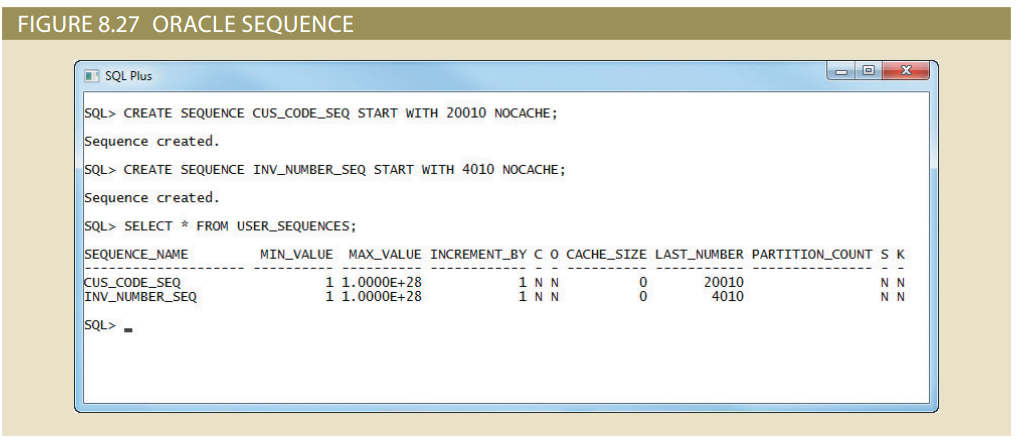 FIGURE 8.27 ORACLE SEQUENCE
SQL Plus
SQL> CREATE SEQUENCE CUS_CODE_SEQ START WITH 20010 NOCACHE;
Sequence created.
SQL> CREATE SEQUENCE INV_NUMBER_SEQ START WITH 4010 NOCACHE;
Sequence created.
SQL> SELECT * FROM USER_SEQUENCES;
SEQUENCE_NAME MIN_VALUE MAX_VALUE INCREMENT_BY C O CACHE_SIZE LAST_NUMBER PARTITION_COUNT S K
-------------------- ---------- ---------- ------------ - - ---------- ----------- --------------- - -
CUS_CODE_SEQ 1 1.0000E+28 1 N N 0 20010 N N
INV_NUMBER_SEQ 1 1.0000E+28 1 N N 0 4010 N N
SQL> _